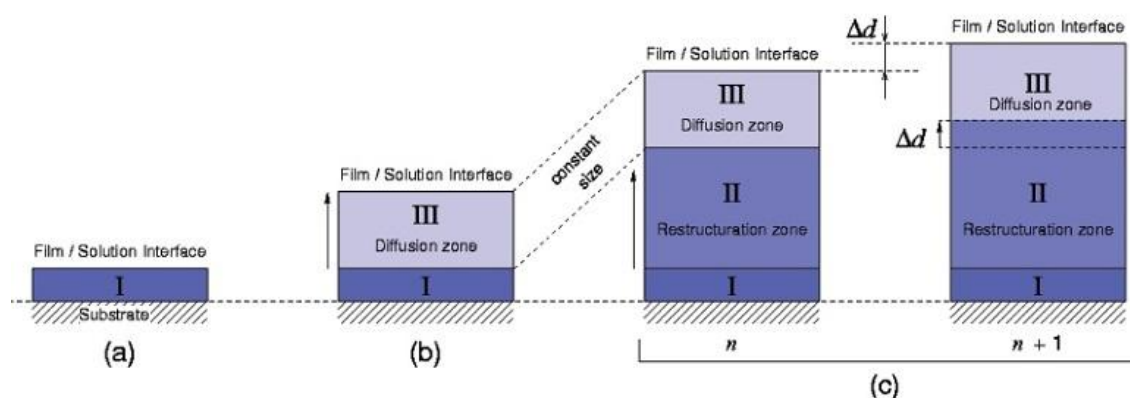 Film / Solution Interface
I
Substrate
(a)
Film / Solution Interface
III
Diffusion zone
I
(b)
constant
size
Film / Solution Interface
III
Diffusion zone
II
Restructuration zone
I
n
Δd
Film / Solution Interface
III
Diffusion zone
Δd
II
Restructuration zone
I
n + 1
(c)